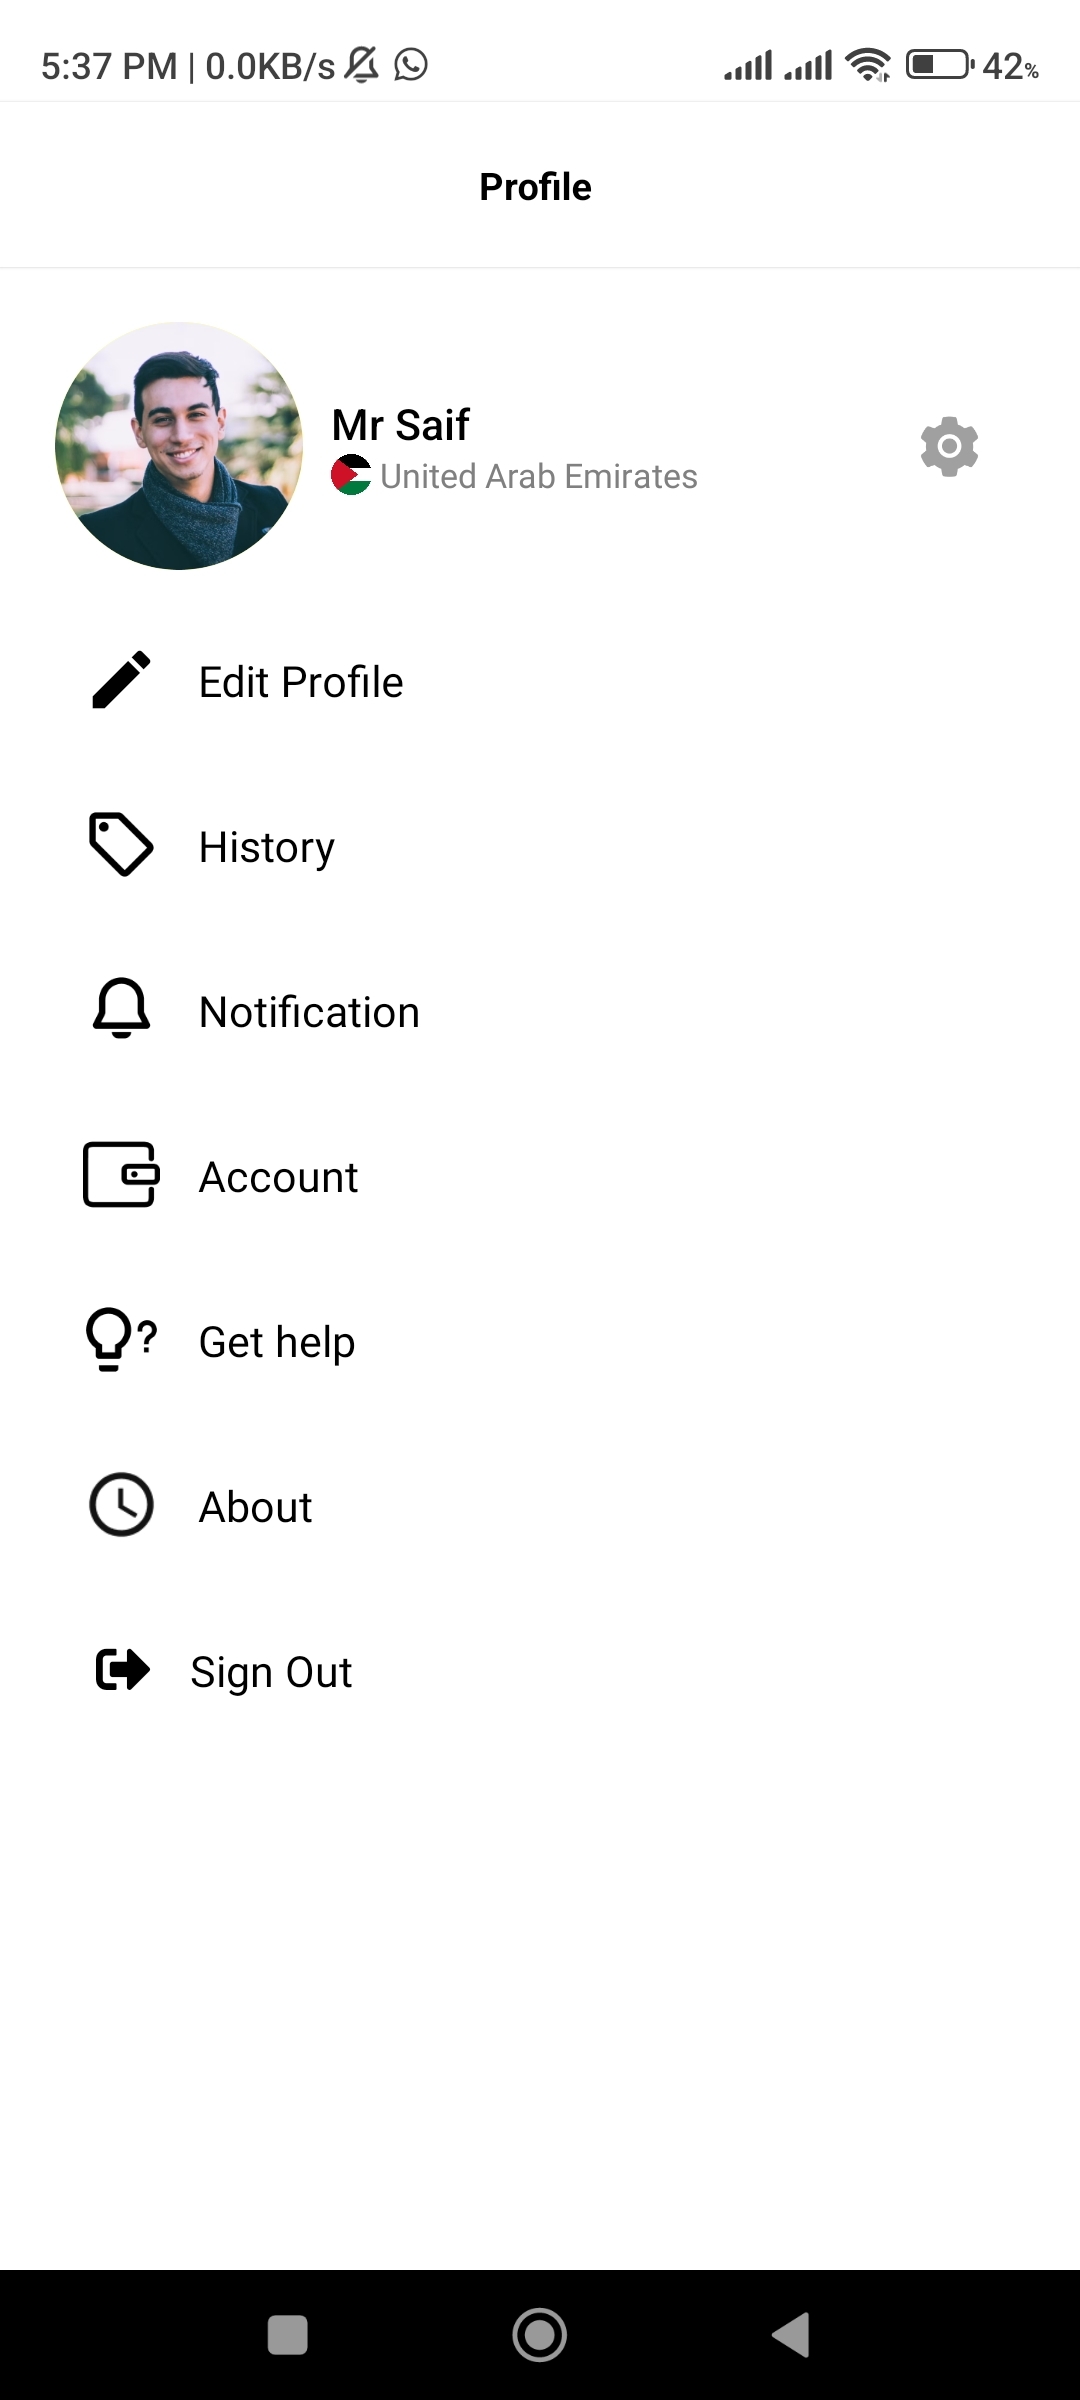 5:37 PM | 0.0KB/s
42%
Profile
Mr Saif
United Arab Emirates
Edit Profile
History
Notification
Account
?
Get help
About
Sign Out